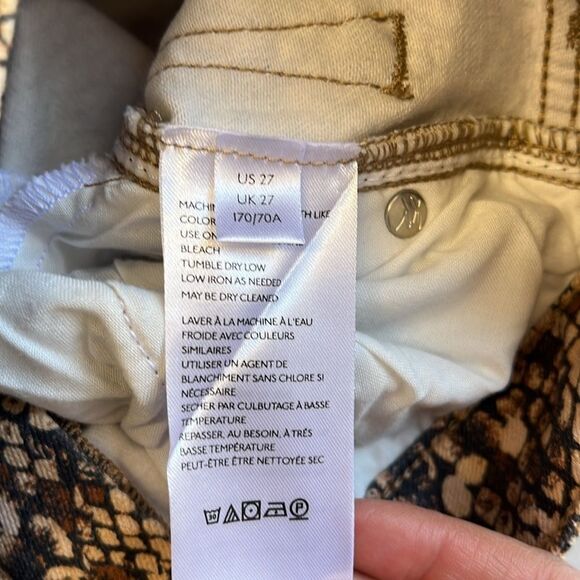 US 27
UK 27
170/70A
COLOR
USE ON
BLEACH
TUMBLE DRY LOW
LOW IRON AS NEEDED
MAY BE DRY CLEANED
LAVER À LA MACHINE À L'EAU
FROIDE AVEC COULEURS
SIMILAIRES
UTILISER UN AGENT DE
BLANCHIMENT SANS CHLORE SI
NÉCESSAIRE
SECHER PAR CULBUTAGE À BASSE
TEMPERATURE
REPASSER, AU BESOIN, À TRÈS
BASSE TEMPÉRATURE
PEUT-ÊTRE ÊTRE NETTOYÉE SEC
30
P